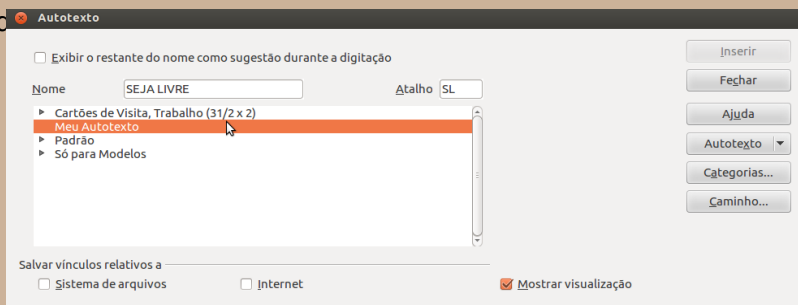 Autotexto
Exibir o restante do nome como sugestão durante a digitação
Inserir
Nome SEJA LIVRE Atalho SL
Fechar
Cartões de Visita, Trabalho (31/2 x 2)
Ajuda
Meu Autotexto
Padrão
Autotexto
Só para Modelos
Categorias...
Caminho...
Salvar vínculos relativos a
Sistema de arquivos Internet Mostrar visualização